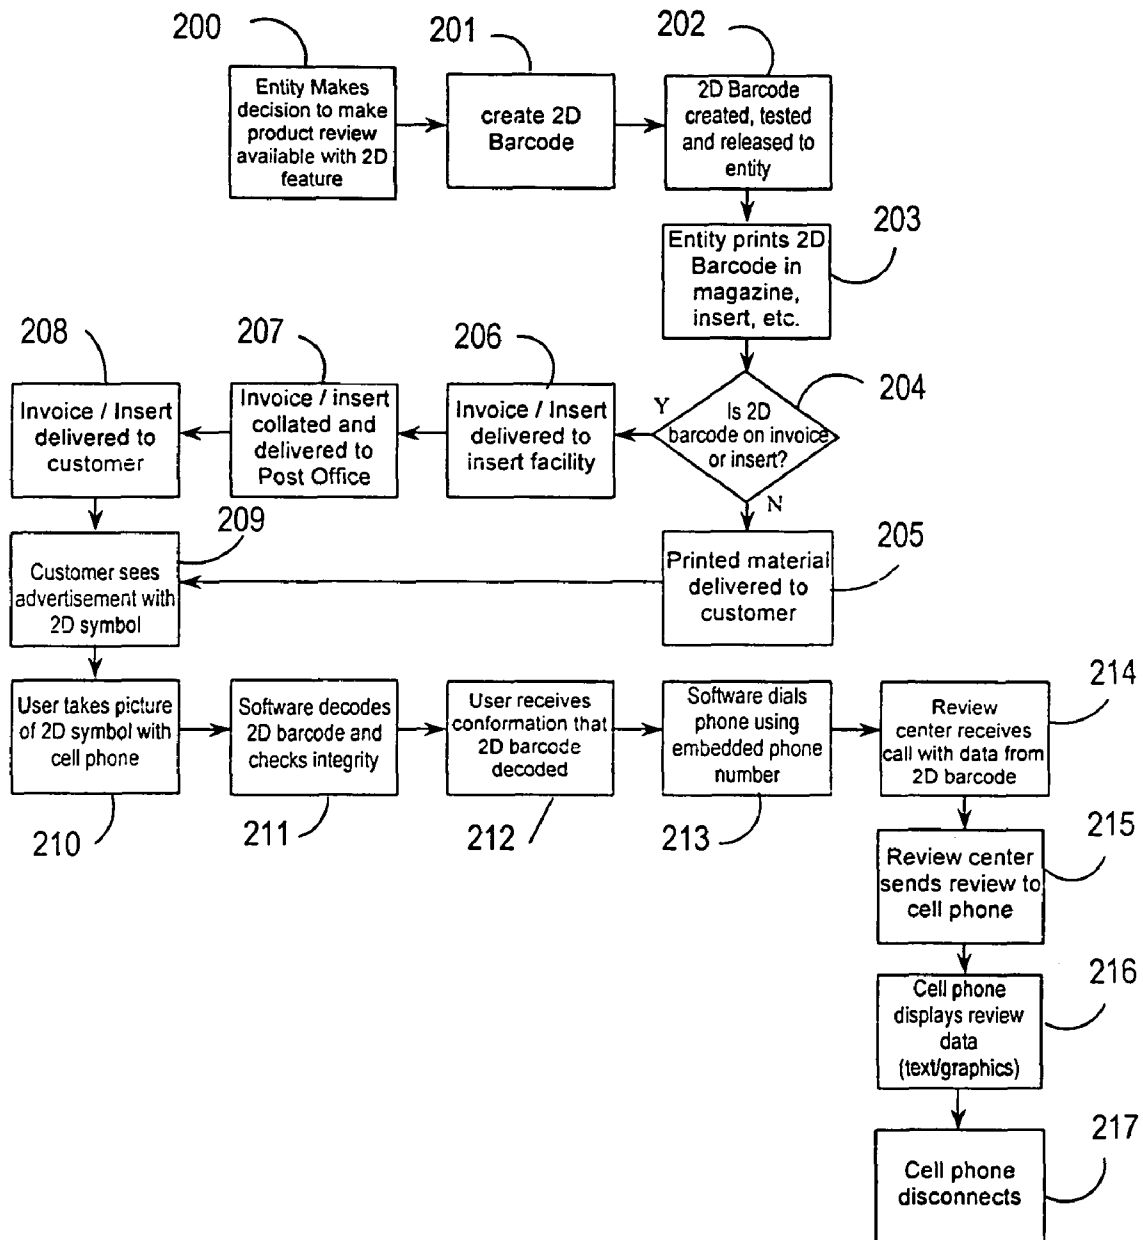 200
201
202
Entity Makes
decision to make
product review
available with 2D
feature
create 2D
Barcode
2D Barcode
created, tested
and released to
entity
203
Entity prints 2D
Barcode in
magazine,
insert, etc.
208
207
206
204
Invoice / Insert
delivered to
customer
Invoice / insert
collated and
delivered to
Post Office
Invoice / Insert
delivered to
insert facility
Y
Is 2D
barcode on invoice
or insert?
N
209
205
Customer sees
advertisement with
2D symbol
Printed material
delivered to
customer
User takes picture
of 2D symbol with
cell phone
Software decodes
2D barcode and
checks integrity
User receives
conformation that
2D barcode
decoded
Software dials
phone using
embedded phone
number
Review
center receives
call with data from
2D barcode
214
210
211
212
213
215
Review center
sends review to
cell phone
216
Cell phone
displays review
data
(text/graphics)
217
Cell phone
disconnects